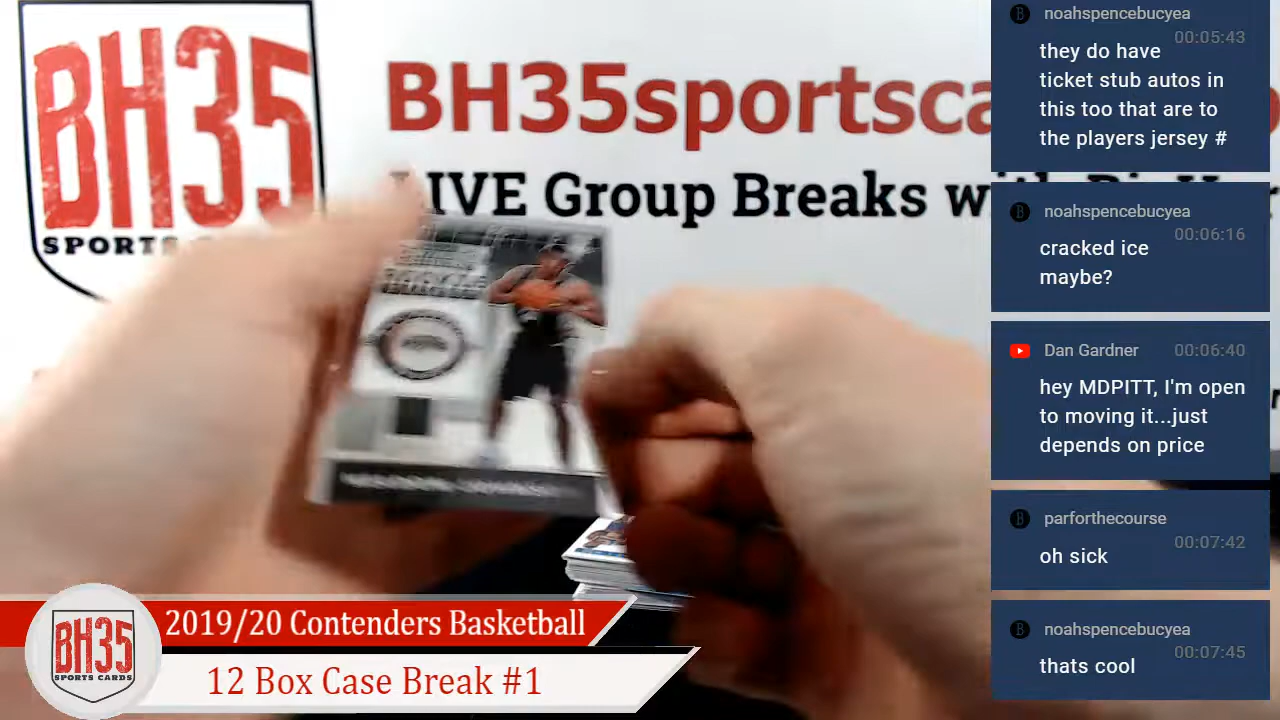 BH35
SPORTS
BH35sportsca
LIVE Group Breaks with
noahspencebucyea
00:05:43
they do have
ticket stub autos in
this too that are to
the players jersey #
noahspencebucyea
00:06:16
cracked ice
maybe?
Dan Gardner
00:06:40
hey MDPITT, I'm open
to moving it...just
depends on price
parforthecourse
00:07:42
oh sick
noahspencebucyea
00:07:45
thats cool
BH35
SPORTS CARDS
2019/20 Contenders Basketball
12 Box Case Break #1